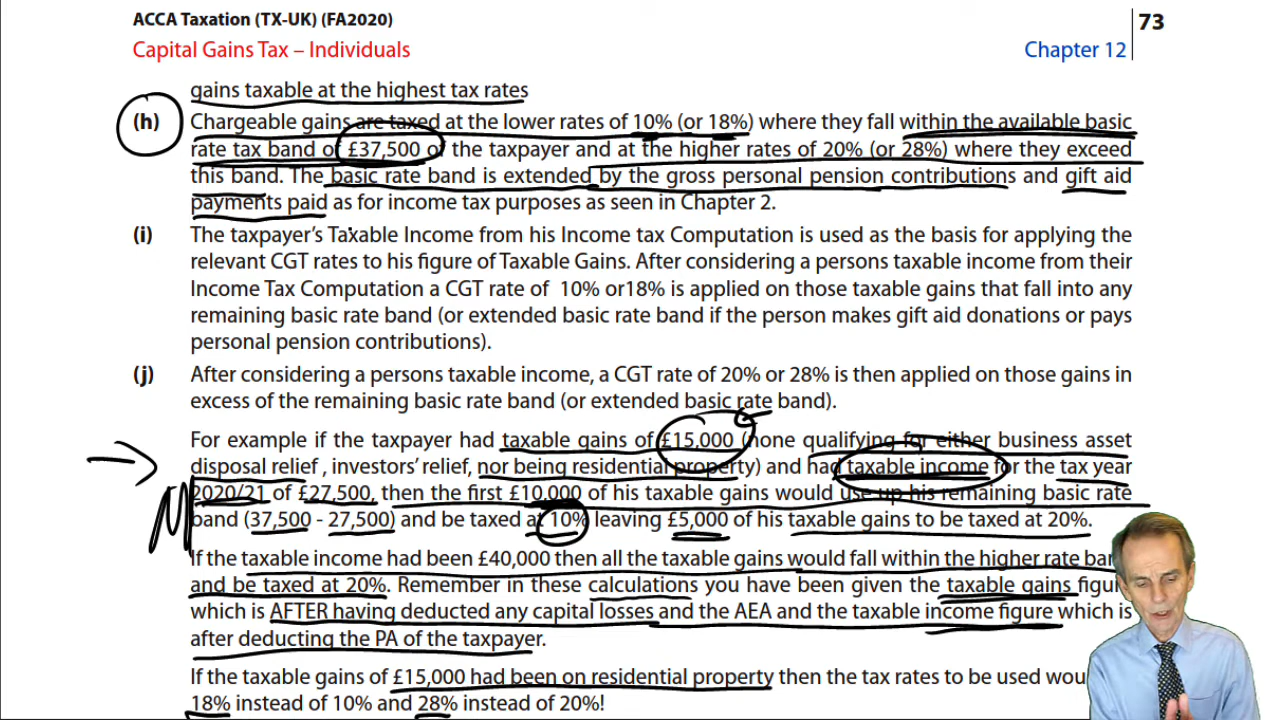 ACCA Taxation (TX-UK) (FA2020)
73
Capital Gains Tax – Individuals
Chapter 12
gains taxable at the highest tax rates
(h) Chargeable gains are taxed at the lower rates of 10% (or 18%) where they fall within the available basic
rate tax band of £37,500 of the taxpayer and at the higher rates of 20% (or 28%) where they exceed
this band. The basic rate band is extended by the gross personal pension contributions and gift aid
payments paid as for income tax purposes as seen in Chapter 2.
(i) The taxpayer's Taxable Income from his Income tax Computation is used as the basis for applying the
relevant CGT rates to his figure of Taxable Gains. After considering a persons taxable income from their
Income Tax Computation a CGT rate of 10% or18% is applied on those taxable gains that fall into any
remaining basic rate band (or extended basic rate band if the person makes gift aid donations or pays
personal pension contributions).
(j) After considering a persons taxable income, a CGT rate of 20% or 28% is then applied on those gains in
excess of the remaining basic rate band (or extended basic rate band).
For example if the taxpayer had taxable gains of £15,000 (none qualifying for either business asset
disposal relief , investors' relief, nor being residential property) and had taxable income for the tax year
2020/21 of £27,500, then the first £10,000 of his taxable gains would use up his remaining basic rate
band (37,500 - 27,500) and be taxed at 10% leaving £5,000 of his taxable gains to be taxed at 20%.
If the taxable income had been £40,000 then all the taxable gains would fall within the higher rate ban
and be taxed at 20%. Remember in these calculations you have been given the taxable gains figur
which is AFTER having deducted any capital losses and the AEA and the taxable income figure which is
after deducting the PA of the taxpayer.
If the taxable gains of £15,000 had been on residential property then the tax rates to be used wou
18% instead of 10% and 28% instead of 20%!